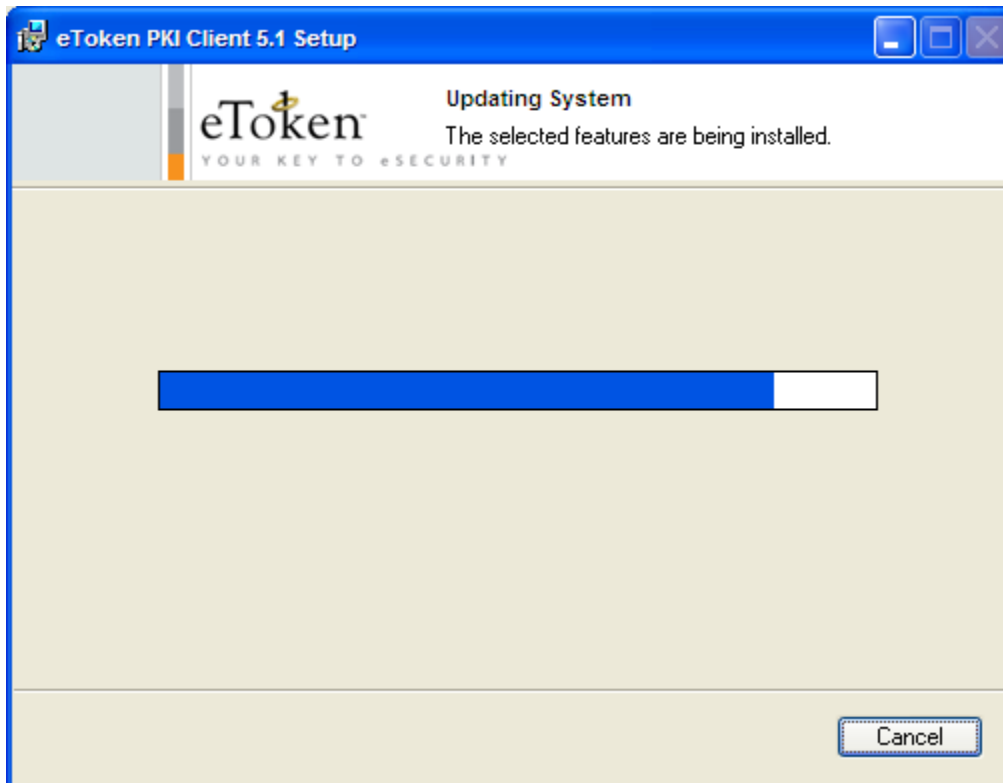 eToken PKI Client 5.1 Setup
eToken
YOUR KEY TO eSECURITY
Updating System
The selected features are being installed.
Cancel